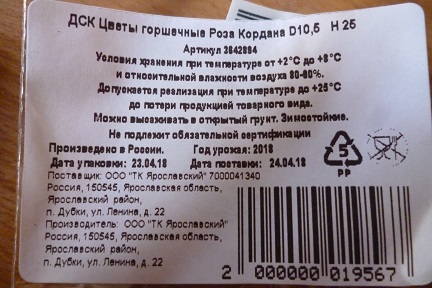 ДСК Цветы горшечные Роза Кордана D10,5 H 25
Артикул 3842894
Условия хранения при температуре от +2°C до +8°C
и относительной влажности воздуха 80-90%.
Допускается реализация при температуре до +25°C
до потери продукцией товарного вида.
Можно высаживать в открытый грунт. Зимостойкие.
Не подлежит обязательной сертификации
Произведено в России. Год урожая: 2018
Дата упаковки: 23.04.18 Дата поставки: 24.04.18
Поставщик: ООО "ТК Ярославский" 7000041340
Россия, 150545, Ярославская область,
Ярославский район,
п. Дубки, ул. Ленина, д. 22
Производитель: ООО "ТК Ярославский"
Россия, 150545, Ярославская область,
Ярославский район,
п. Дубки, ул. Ленина, д. 22
5
PP
2 000000 019567